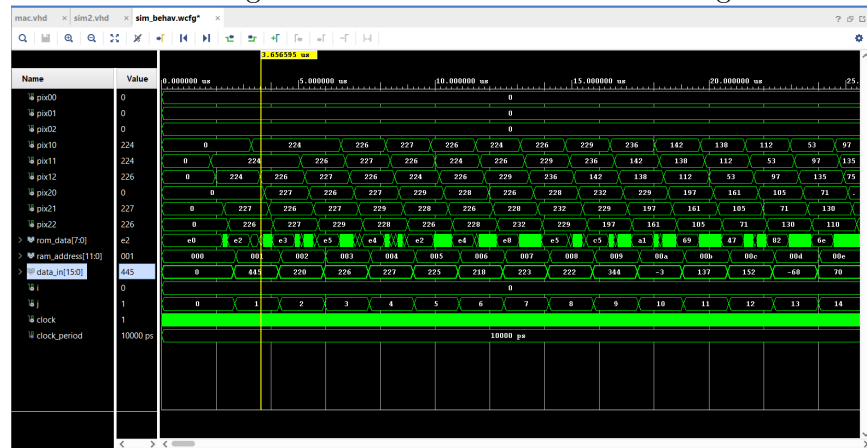 mac.vhd × sim2.vhd × sim_behav.wcfg* ×
3.656595 us
Name Value 0.000000 us 5.000000 us 10.000000 us 15.000000 us 20.000000 us 25.
pix00 0 0
pix01 0 0
pix02 0 0
pix10 224 0 224 226 227 226 224 226 229 236 142 138 112 53 97
pix11 224 0 224 226 227 226 224 226 229 236 142 138 112 53 97 135
pix12 226 0 224 226 227 226 224 226 229 236 142 138 112 53 97 135 75
pix20 0 0 227 226 227 229 228 226 228 232 229 197 161 105 71
pix21 227 0 227 226 227 229 228 226 228 232 229 197 161 105 71 130
pix22 226 0 226 227 229 228 226 228 232 229 197 161 105 71 130 110
rom_data[7:0] e2 e0 e2 e3 e5 e4 e2 e4 e8 e5 c5 a1 69 47 82 6e
ram_address[11:0] 001 000 001 002 003 004 005 006 007 008 009 00a 00b 00c 00d 00e
data_in[15:0] 445 0 445 220 226 227 225 218 223 222 344 -3 137 152 -68 70
i 0 0
j 1 0 1 2 3 4 5 6 7 8 9 10 11 12 13 14
clock 1
clock_period 10000 ps 10000 ps